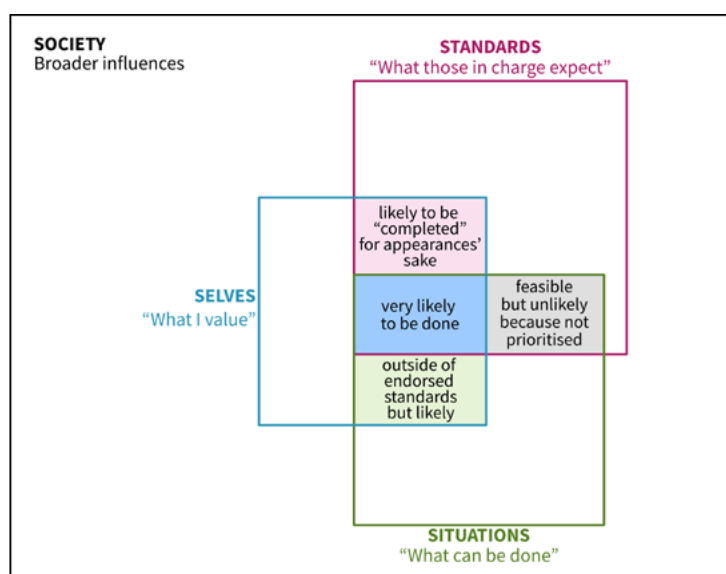 SOCIETY
Broader influences
STANDARDS
“What those in charge expect”
likely to be
“completed”
for appearances’
sake
SELVES
“What I value”
very likely
to be done
feasible
but unlikely
because not
prioritised
outside of
endorsed
standards
but likely
SITUATIONS
“What can be done”